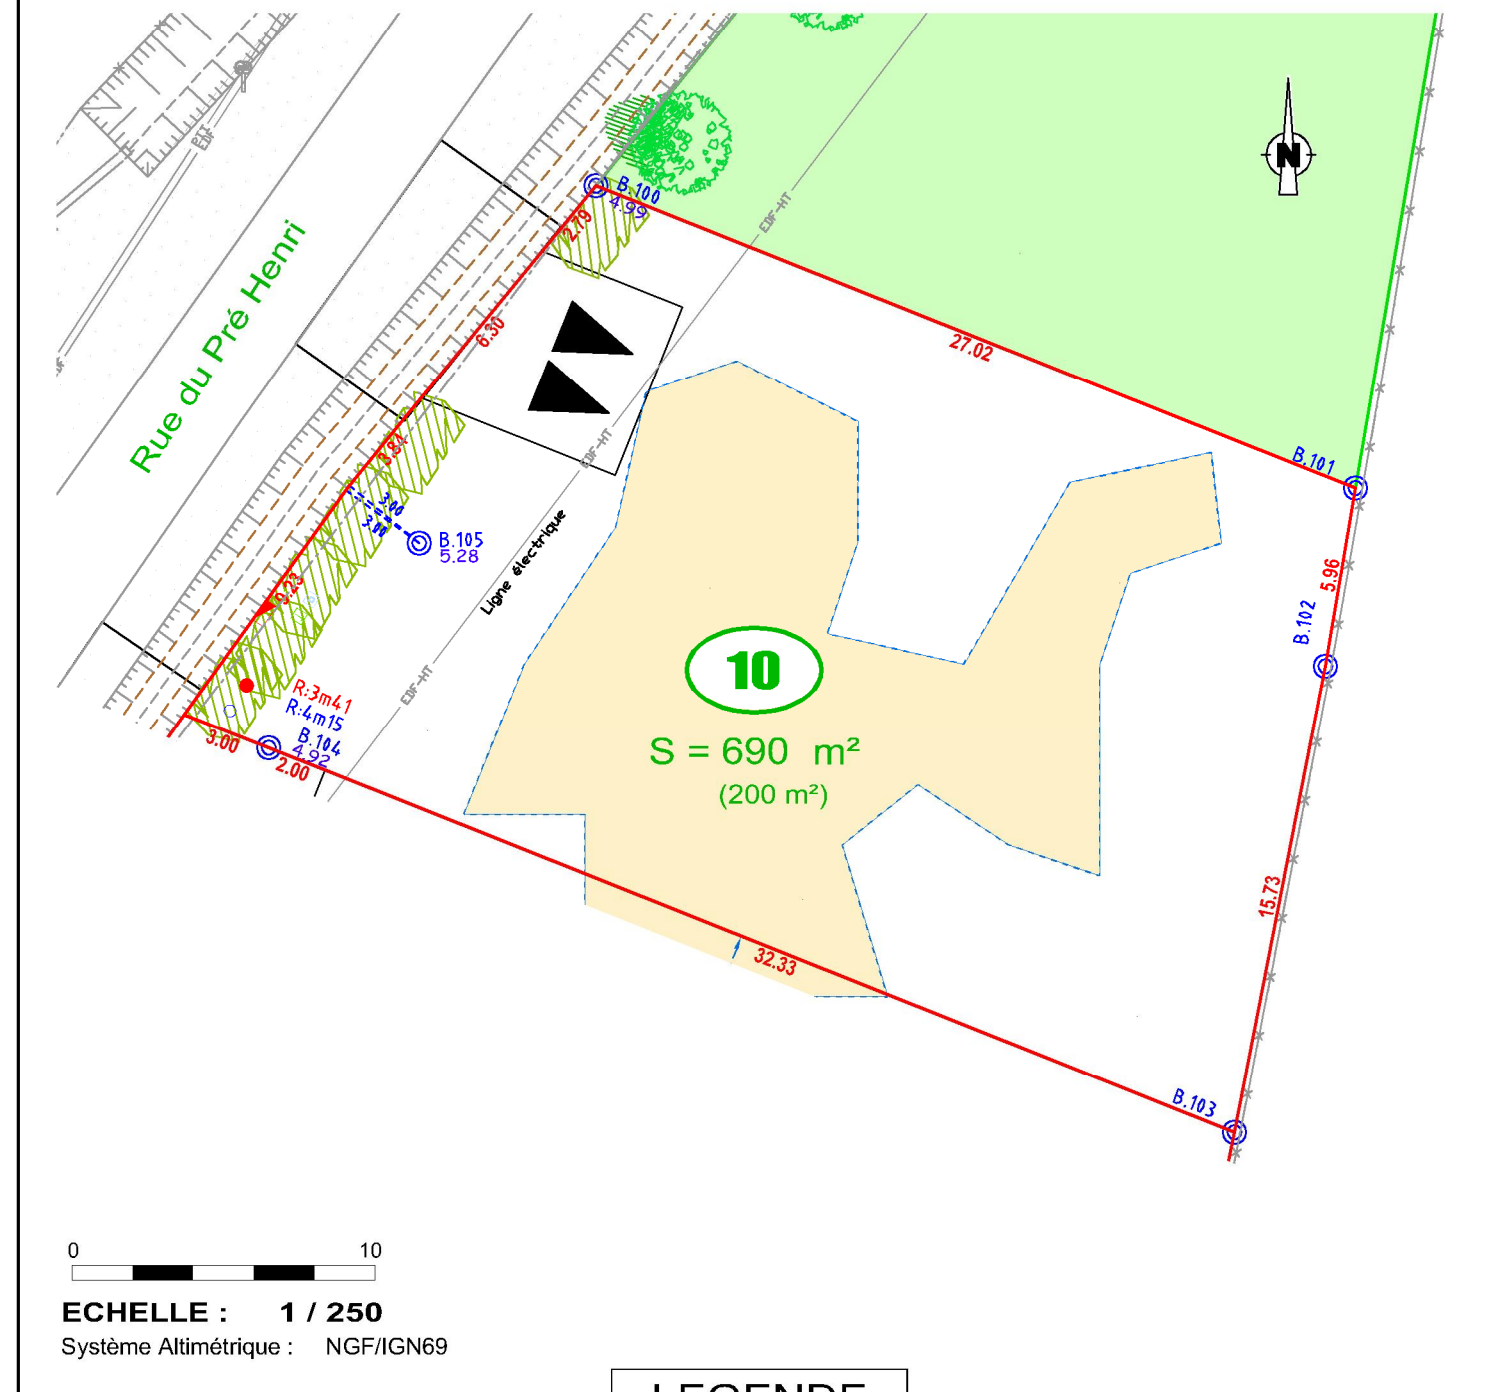 PTT
EDF
EDF
N
B.100
4.99
2.79
EDF-HT
Rue du Pré Henri
6.30
27.02
3.84
EDF-HT
B.101
3.00
3.00
B.105
5.28
Ligne électrique
5.96
9.23
B.102
10
EDF-HT
R:3m41
R:4m15
B.104
4.92
3.00
2.00
S = 690 m²
(200 m²)
15.73
32.33
B.103
0 10
ECHELLE : 1 / 250
Système Altimétrique : NGF/IGN69
LEGENDE